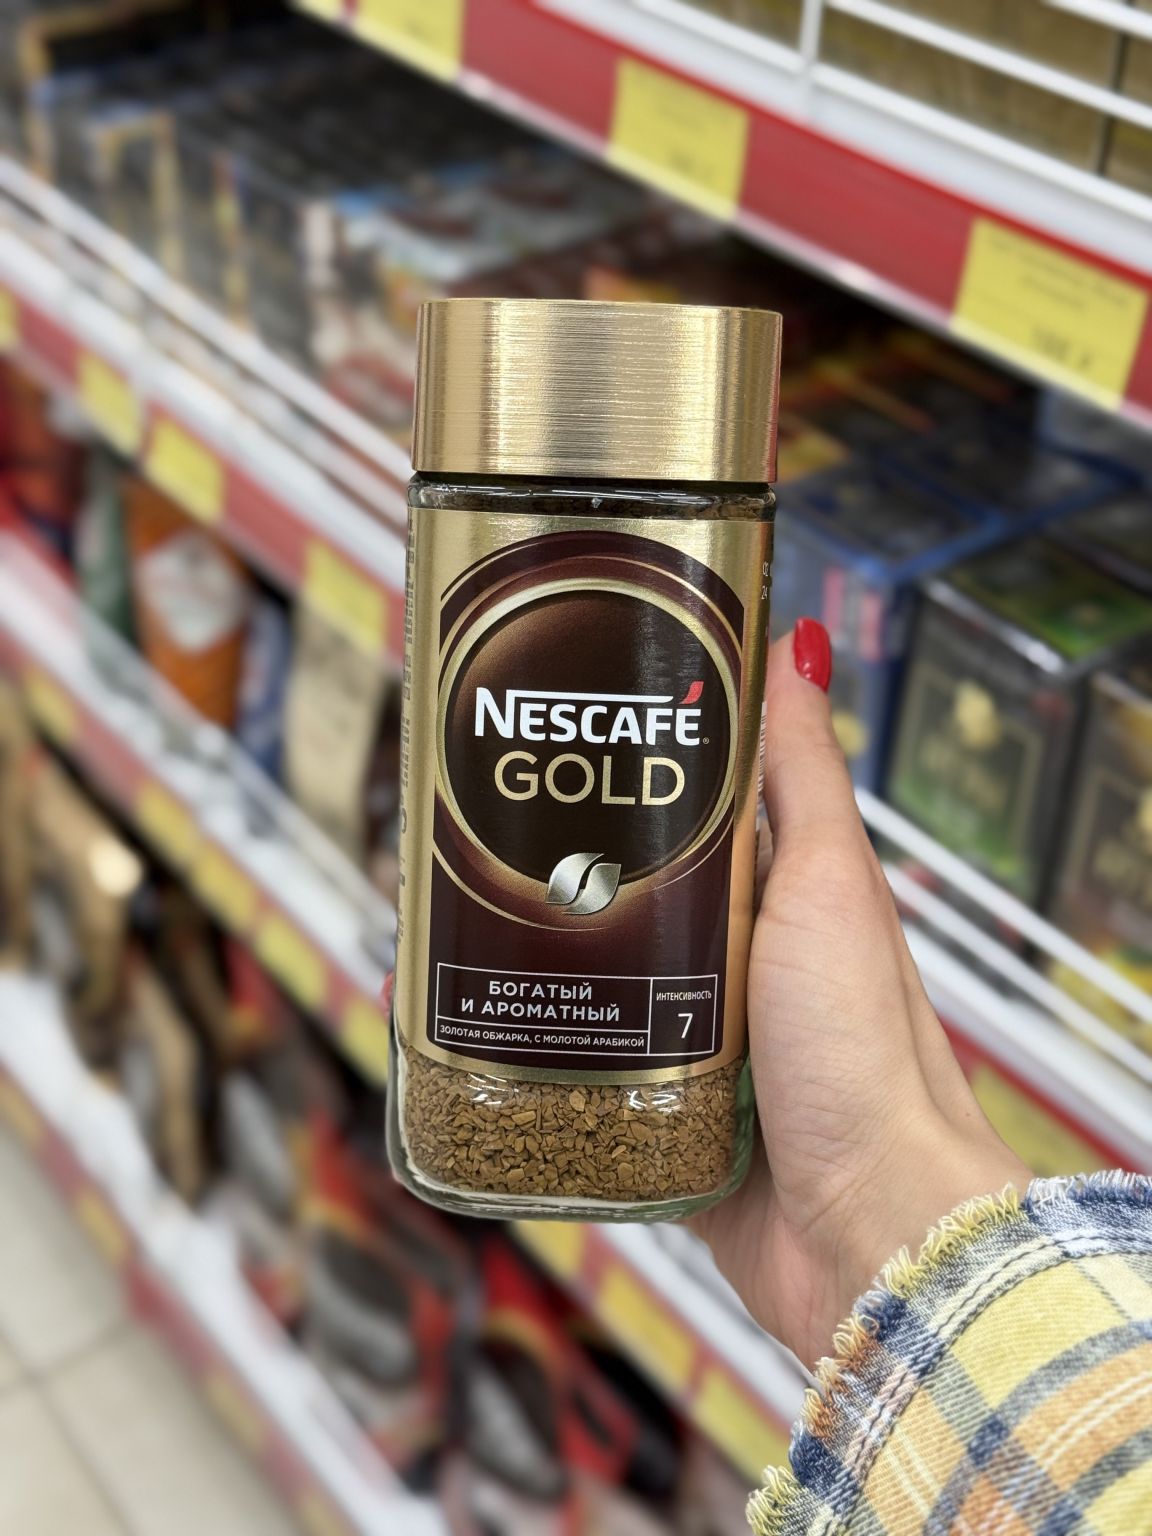 NESCAFÉ
GOLD
БОГАТЫЙ
И АРОМАТНЫЙ
ЗОЛОТАЯ ОБЖАРКА, С МОЛОТОЙ АРАБИКОЙ
ИНТЕНСИВНОСТЬ
7